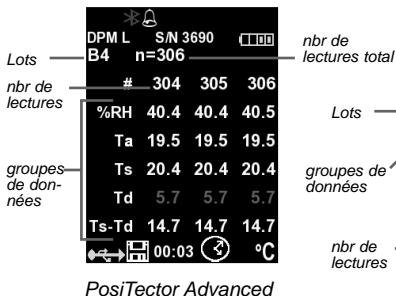 DPM L S/N 3690
B4 n=306
# 304 305 306
%RH 40.4 40.4 40.5
Ta 19.5 19.5 19.5
Ts 20.4 20.4 20.4
Td 5.7 5.7 5.7
Ts-Td 14.7 14.7 14.7
00:03 ºC
Lots
nbr de
lectures
groupes
de don-
nées
nbr de
lectures total
Lots
groupes de
données
nbr de
lectures
PosiTector Advanced